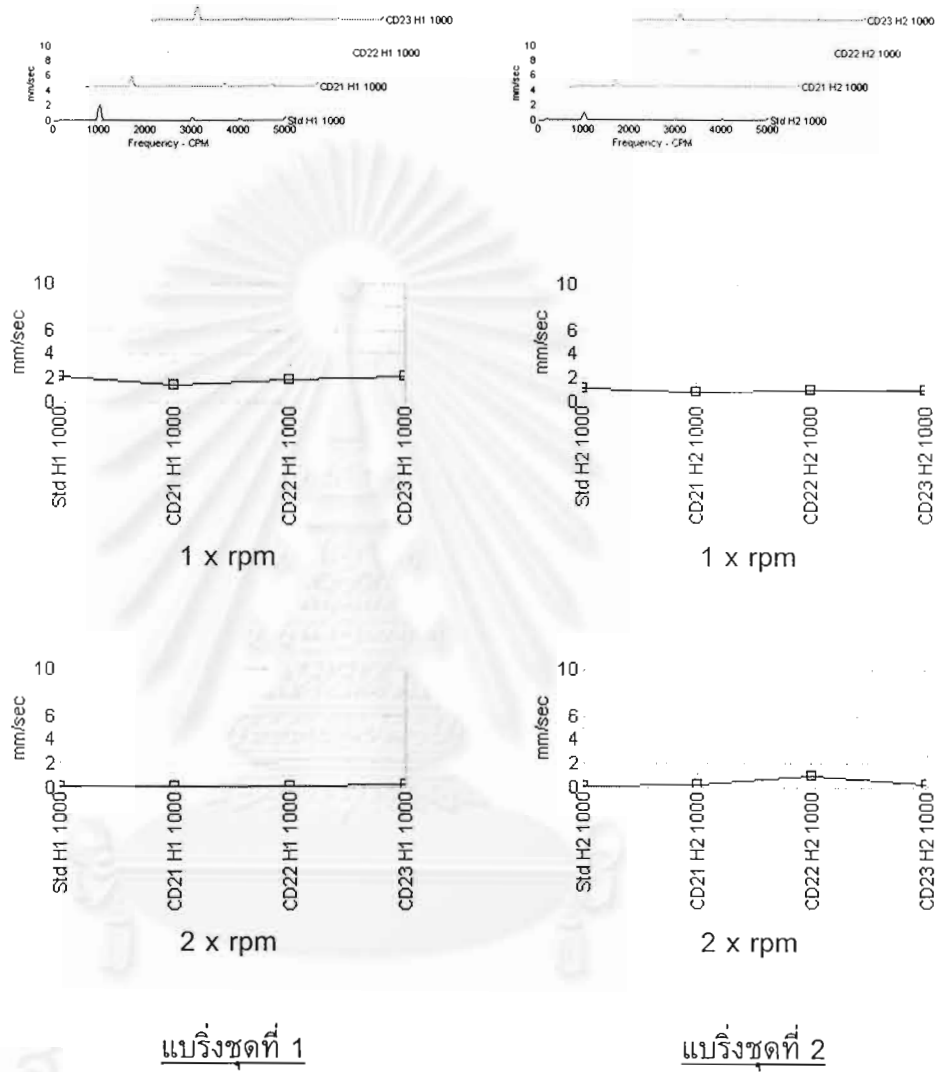 CD23 H1 1000
CD22 H1 1000
CD21 H1 1000
Std H1 1000
10
8
6
4
2
0
mm/sec
0 1000 2000 3000 4000 5000
Frequency - CPM
CD23 H2 1000
CD22 H2 1000
CD21 H2 1000
Std H2 1000
10
8
6
4
2
0
mm/sec
0 1000 2000 3000 4000 5000
Frequency - CPM
10
6
4
2
0
mm/sec
Std H1 1000
CD21 H1 1000
CD22 H1 1000
CD23 H1 1000
1 x rpm
10
6
4
2
0
mm/sec
Std H2 1000
CD21 H2 1000
CD22 H2 1000
CD23 H2 1000
1 x rpm
10
6
4
2
0
mm/sec
Std H1 1000
CD21 H1 1000
CD22 H1 1000
CD23 H1 1000
2 x rpm
10
6
4
2
0
mm/sec
Std H2 1000
CD21 H2 1000
CD22 H2 1000
CD23 H2 1000
2 x rpm
แบริ่งชุดที่ 1
แบริ่งชุดที่ 2